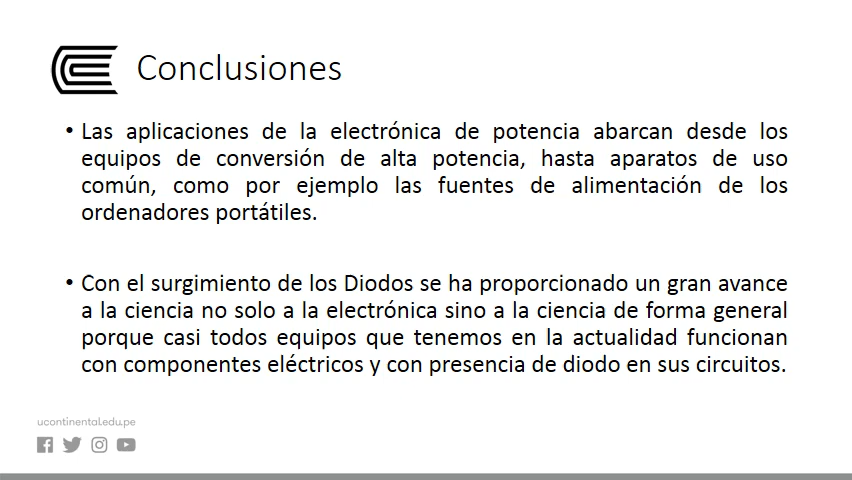 Conclusiones
• Las aplicaciones de la electrónica de potencia abarcan desde los
equipos de conversión de alta potencia, hasta aparatos de uso
común, como por ejemplo las fuentes de alimentación de los
ordenadores portátiles.
• Con el surgimiento de los Diodos se ha proporcionado un gran avance
a la ciencia no solo a la electrónica sino a la ciencia de forma general
porque casi todos equipos que tenemos en la actualidad funcionan
con componentes eléctricos y con presencia de diodo en sus circuitos.
ucontinental.edu.pe